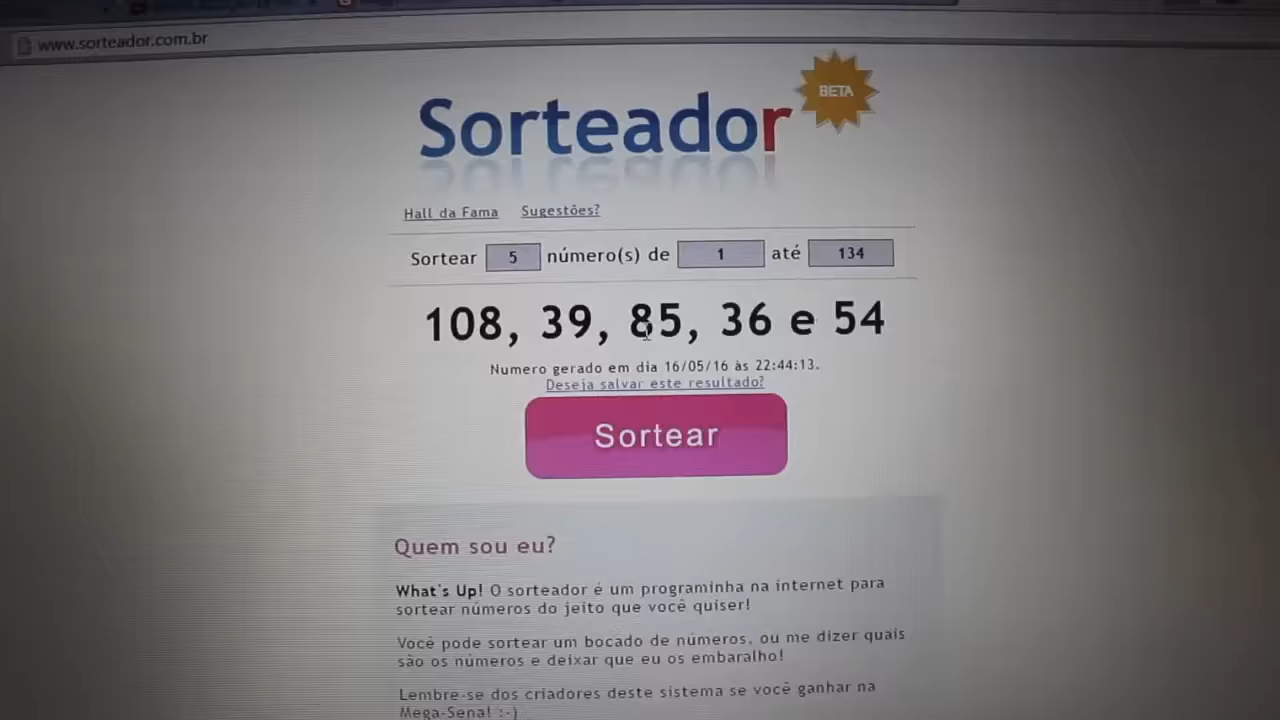 www.sorteador.com.br
BETA
Sorteador
Hall da Fama Sugestões?
Sortear 5 número(s) de 1 até 134
108, 39, 85, 36 e 54
Numero gerado em dia 16/05/16 às 22:44:13.
Deseja salvar este resultado?
Sortear
Quem sou eu?
What's Up! O sorteador é um programinha na internet para
sortear números do jeito que você quiser!
Você pode sortear um bocado de números, ou me dizer quais
são os números e deixar que eu os embaralho!
Lembre-se dos criadores deste sistema se você ganhar na
Mega-Sena! :-)